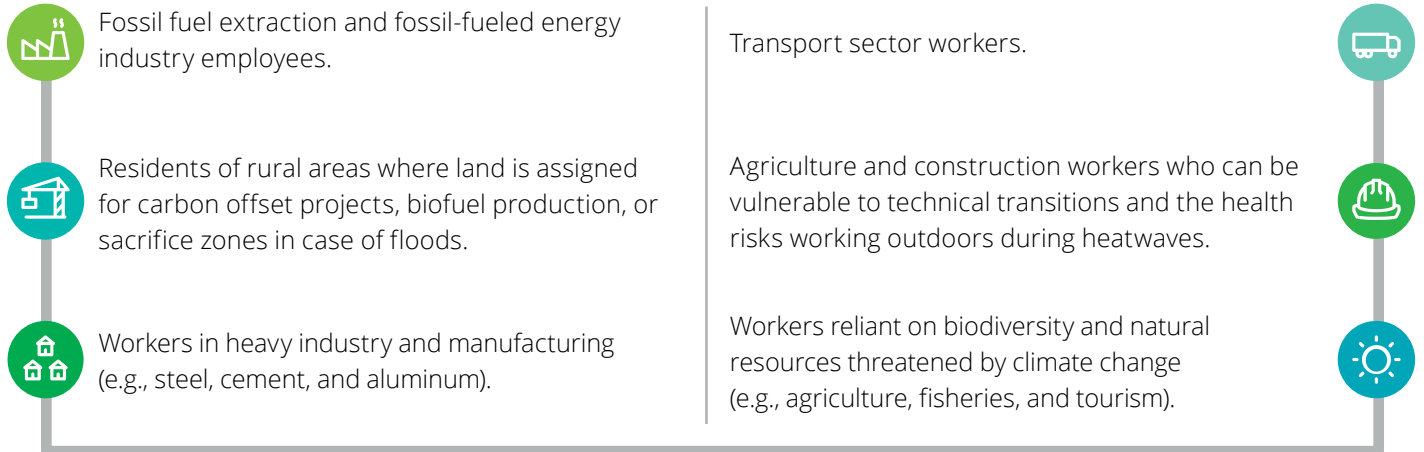 Fossil fuel extraction and fossil-fueled energy
industry employees.
Residents of rural areas where land is assigned
for carbon offset projects, biofuel production, or
sacrifice zones in case of floods.
Workers in heavy industry and manufacturing
(e.g., steel, cement, and aluminum).
Transport sector workers.
Agriculture and construction workers who can be
vulnerable to technical transitions and the health
risks working outdoors during heatwaves.
Workers reliant on biodiversity and natural
resources threatened by climate change
(e.g., agriculture, fisheries, and tourism).